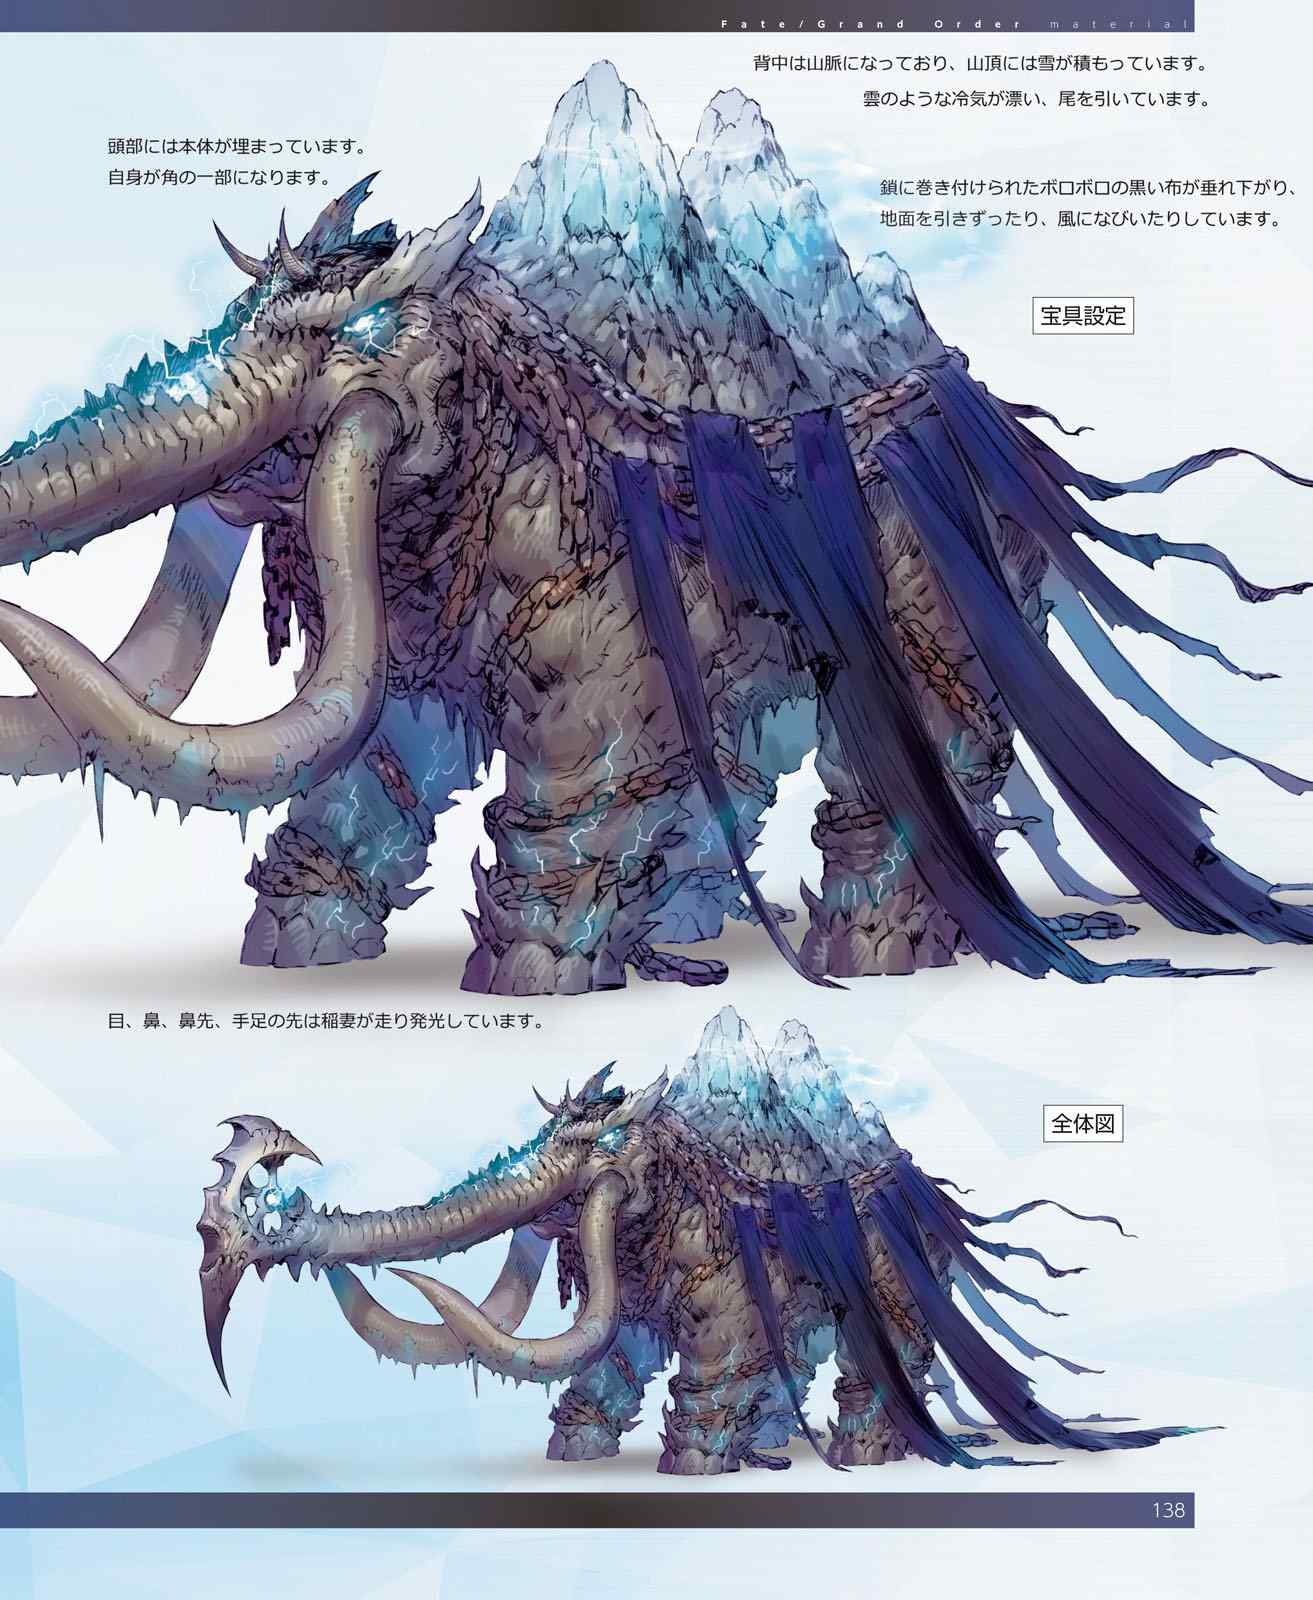 Fate/Grand Order material
背中は山脈になっており、山頂には雪が積もっています。
雲のような冷気が漂い、尾を引いています。
頭部には本体が埋まっています。
自身が角の一部になります。
鎖に巻き付けられたボロボロの黒い布が垂れ下がり、
地面を引きずったり、風になびいたりしています。
宝具設定
目、鼻、鼻先、手足の先は稲妻が走り発光しています。
全体図
138